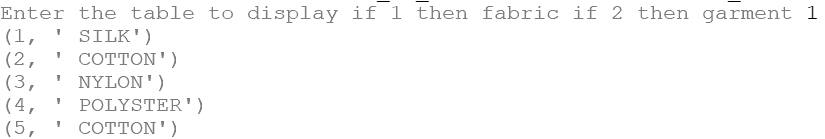 Enter the table to display if 1 then fabric if 2 then garment 1
(1, ' SILK')
(2, ' COTTON')
(3, ' NYLON')
(4, ' POLYSTER')
(5, ' COTTON')